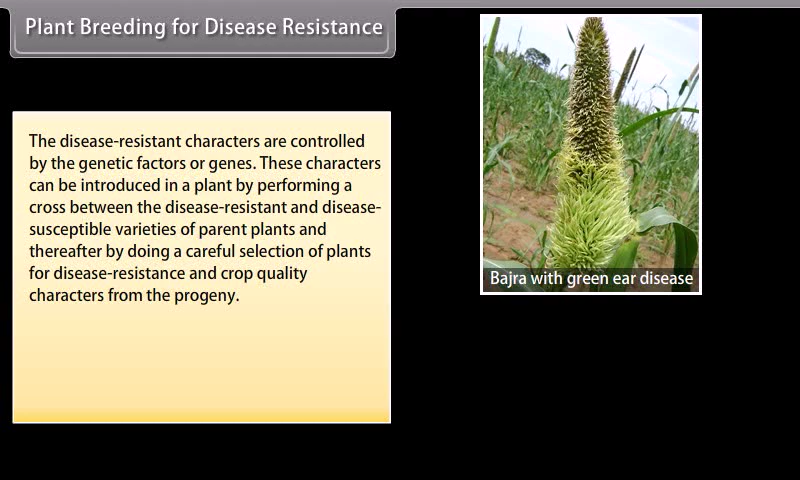 Plant Breeding for Disease Resistance
The disease-resistant characters are controlled
by the genetic factors or genes. These characters
can be introduced in a plant by performing a
cross between the disease-resistant and disease-
susceptible varieties of parent plants and
thereafter by doing a careful selection of plants
for disease-resistance and crop quality
characters from the progeny.
Bajra with green ear disease